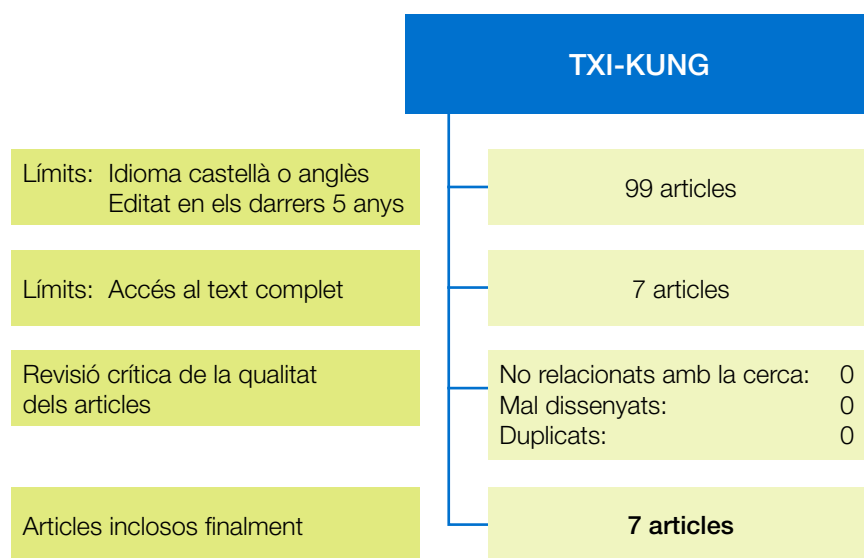 TXI-KUNG
Límits: Idioma castellà o anglès
Editat en els darrers 5 anys
99 articles
Límits: Accés al text complet
7 articles
Revisió crítica de la qualitat
dels articles
No relacionats amb la cerca: 0
Mal dissenyats: 0
Duplicats: 0
Articles inclosos finalment
7 articles